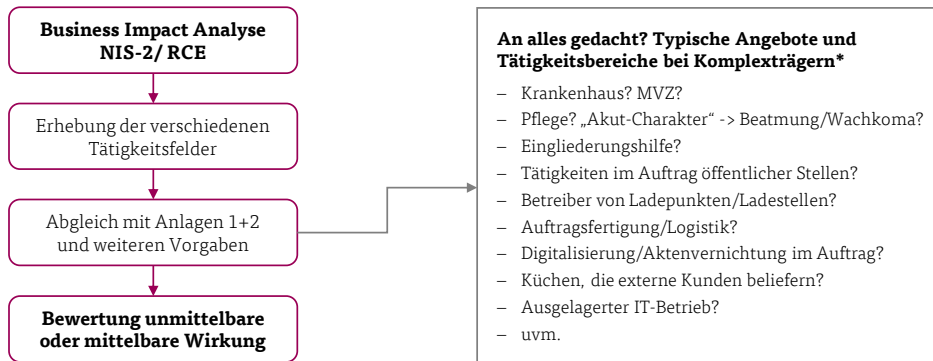 Business Impact Analyse
NIS-2/ RCE
Erhebung der verschiedenen
Tätigkeitsfelder
Abgleich mit Anlagen 1+2
und weiteren Vorgaben
Bewertung unmittelbare
oder mittelbare Wirkung
An alles gedacht? Typische Angebote und
Tätigkeitsbereiche bei Komplexträgern*
– Krankenhaus? MVZ?
– Pflege? „Akut-Charakter“ -> Beatmung/Wachkoma?
– Eingliederungshilfe?
– Tätigkeiten im Auftrag öffentlicher Stellen?
– Betreiber von Ladepunkten/Ladestellen?
– Auftragsfertigung/Logistik?
– Digitalisierung/Aktenvernichtung im Auftrag?
– Küchen, die externe Kunden beliefern?
– Ausgelagerter IT-Betrieb?
– uvm.